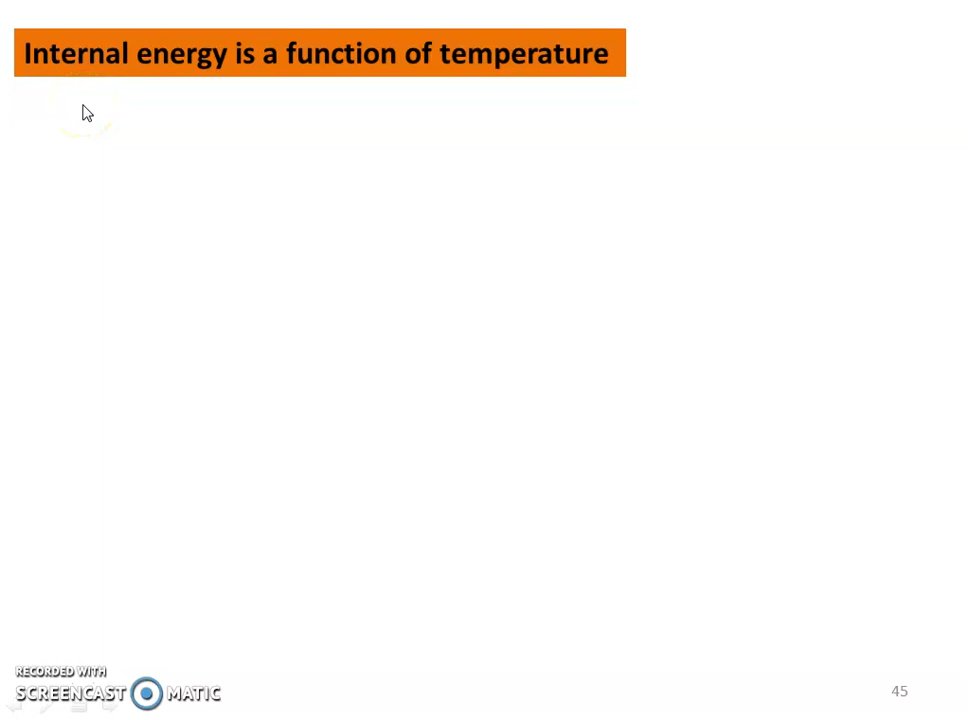 Internal energy is a function of temperature
RECORDED WITH
SCREENCAST MATIC
45